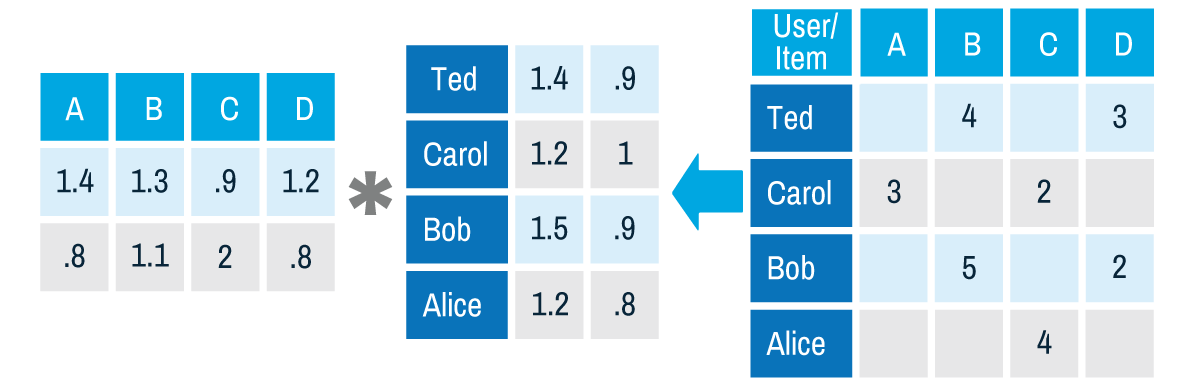 A B C D
1.4 1.3 .9 1.2
.8 1.1 2 .8
*
Ted 1.4 .9
Carol 1.2 1
Bob 1.5 .9
Alice 1.2 .8
User/
Item A B C D
Ted 4 3
Carol 3 2
Bob 5 2
Alice 4